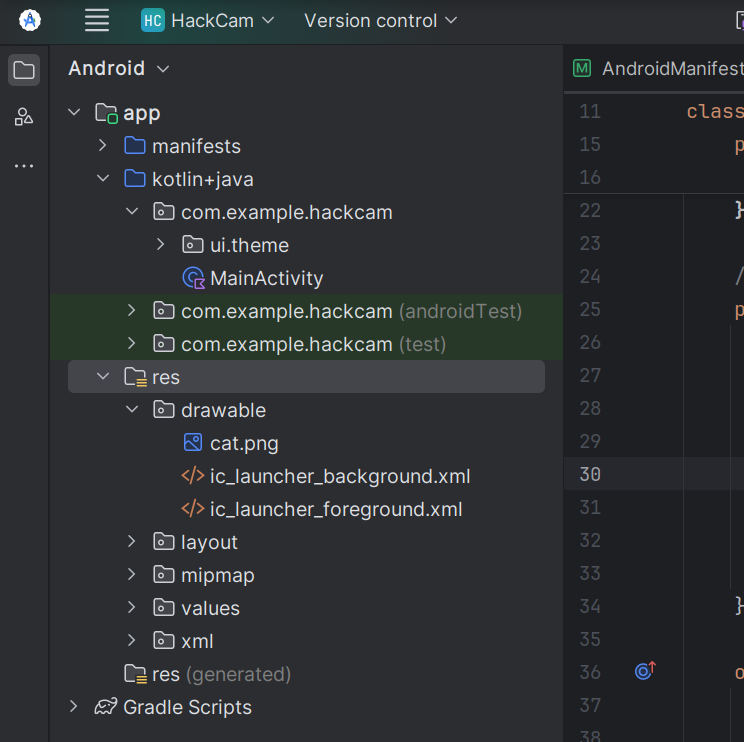 HC HackCam Version control
Android
M AndroidManifest
app
manifests
kotlin+java
com.example.hackcam
ui.theme
MainActivity
com.example.hackcam (androidTest)
com.example.hackcam (test)
res
drawable
cat.png
</> ic_launcher_background.xml
</> ic_launcher_foreground.xml
layout
mipmap
values
xml
res (generated)
Gradle Scripts
11 class
15 p
16
22 }
23
24 /
25 p
26
27
28
29
30
31
32
33
34 }
35
36 o
37
38